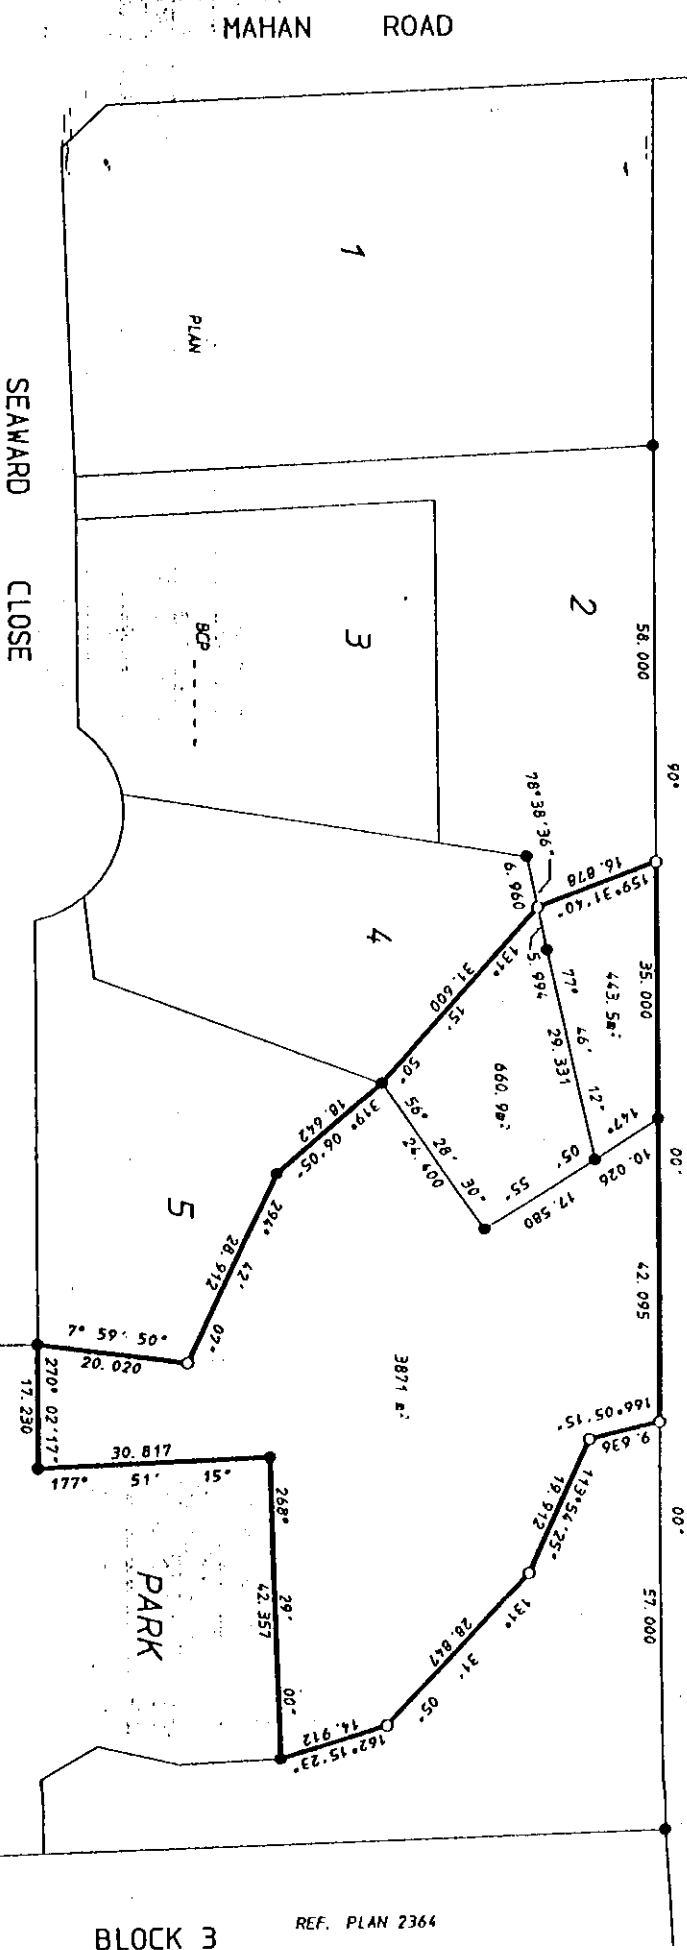 MAHAN ROAD
1
PLAN
SEAWARD CLOSE
2
58.000
3
BCP
90°
78°38'36"
6.960
16.878
159°31'40"
4
5.994
35.000
443.5m²
77° 46' 12"
29.331
31.600
131° 15' 50"
660.9m²
147° 05' 55"
10.026
17.580
00'
56° 28' 30"
24.400
18.642
319° 06'05"
5
294° 42' 07"
28.912
42.095
7° 59' 50"
20.020
3871 m²
270° 02'17"
17.230
166°05'15"
9.636
30.817
177° 51' 15"
113°54'25"
19.912
268° 29' 00"
42.357
00"
57.000
131° 31' 05"
28.847
PARK
14.912
162°15'23"
BLOCK 3
REF. PLAN 2364